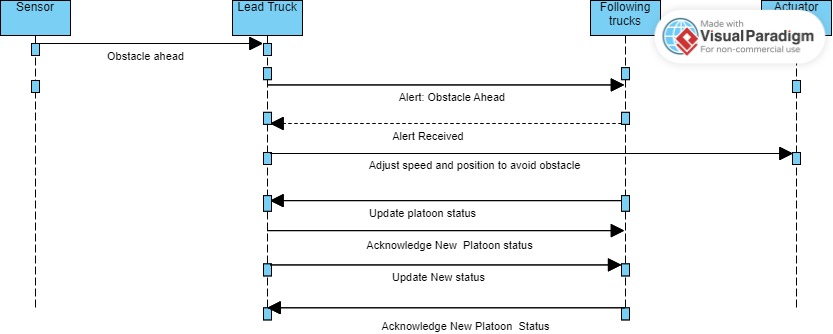 Sensor
Lead Truck
Following
trucks
Actuator
Made with
Visual Paradigm
For non-commercial use
Obstacle ahead
Alert: Obstacle Ahead
Alert Received
Adjust speed and position to avoid obstacle
Update platoon status
Acknowledge New Platoon status
Update New status
Acknowledge New Platoon Status